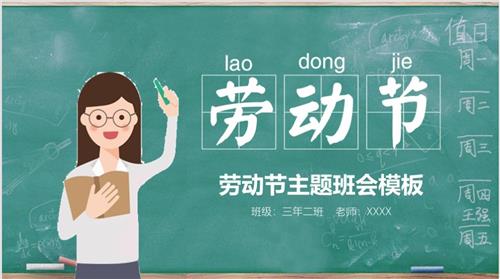 lao dong jie
劳动节
劳动节主题班会模板
班级：三年二班 老师：XXXX
值日
周一
周二
周三
周四
王强
周五